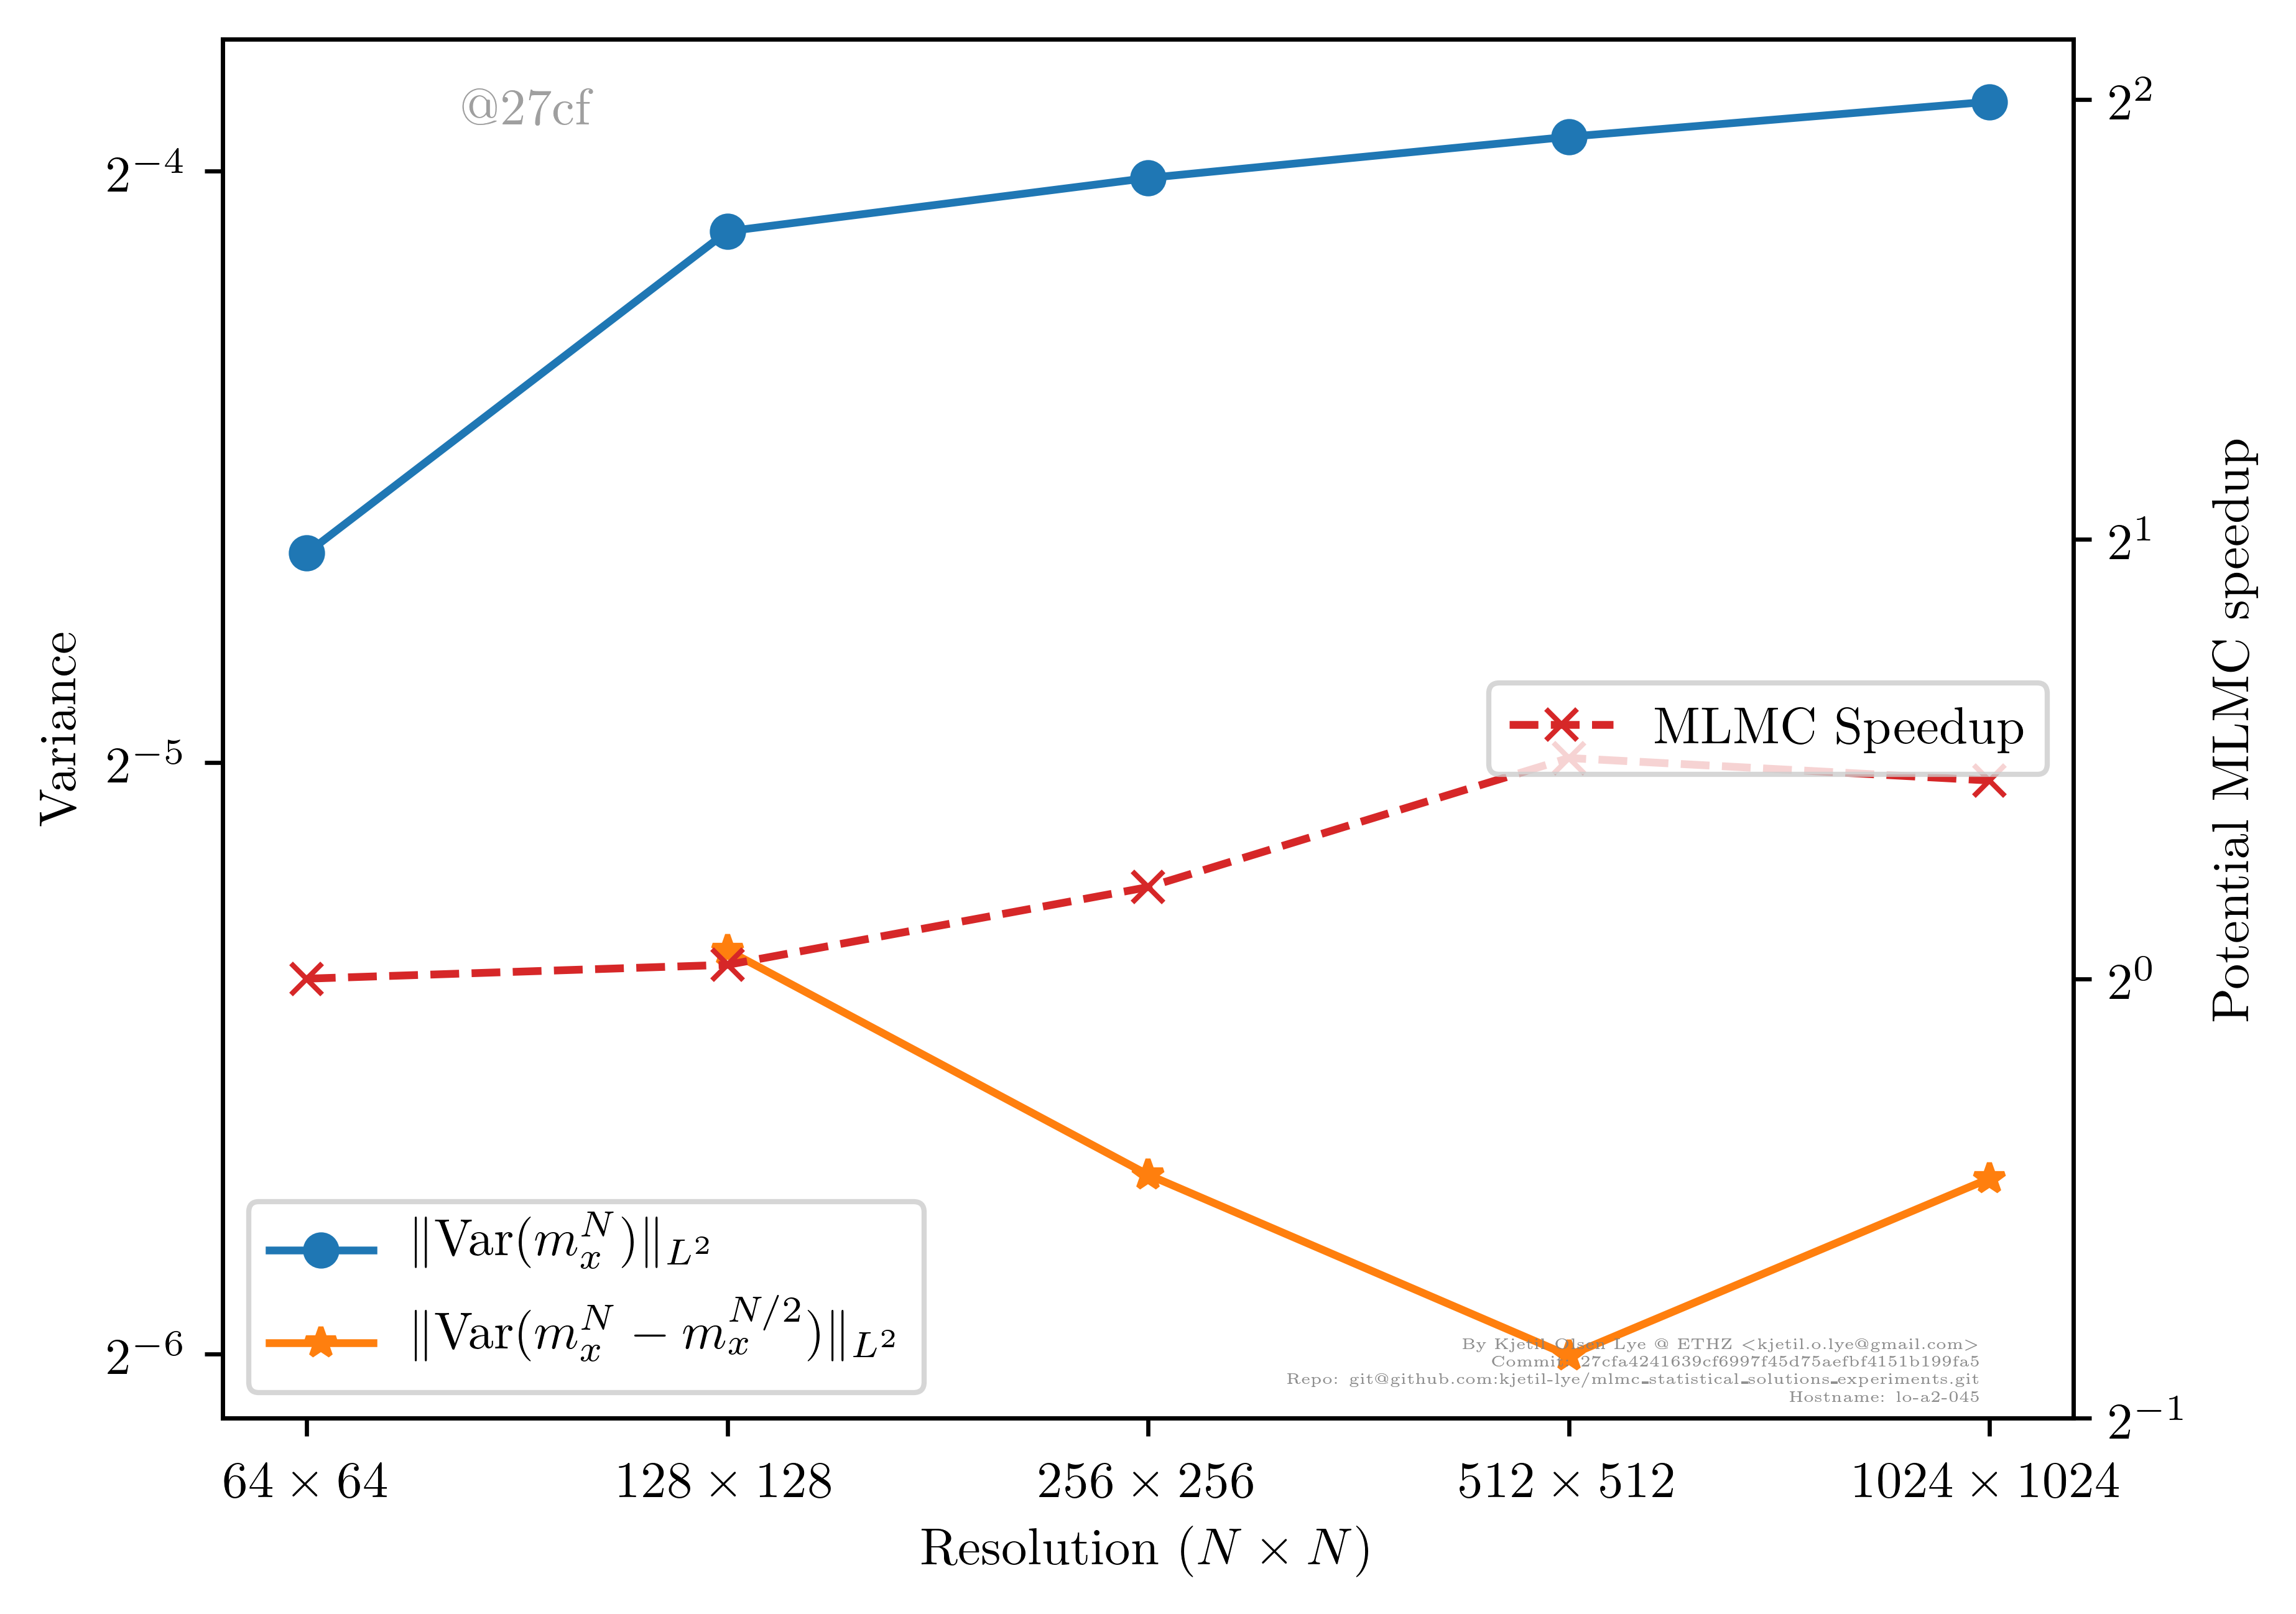 @27cf
2^{-4}
2^{-5}
2^{-6}
Variance
2^2
2^1
2^0
2^{-1}
Potential MLMC speedup
MLMC Speedup
‖Var(m_x^N)‖_{L^2}
‖Var(m_x^N − m_x^{N/2})‖_{L^2}
By Kjetil Olsen Lye @ ETHZ <kjetil.o.lye@gmail.com>
Commit: 27cfa4241639cf6997f45d75aefbf4151b199fa5
Repo: git@github.com:kjetil-lye/mlmc_statistical_solutions_experiments.git
Hostname: lo-a2-045
64 × 64
128 × 128
256 × 256
512 × 512
1024 × 1024
Resolution (N × N)